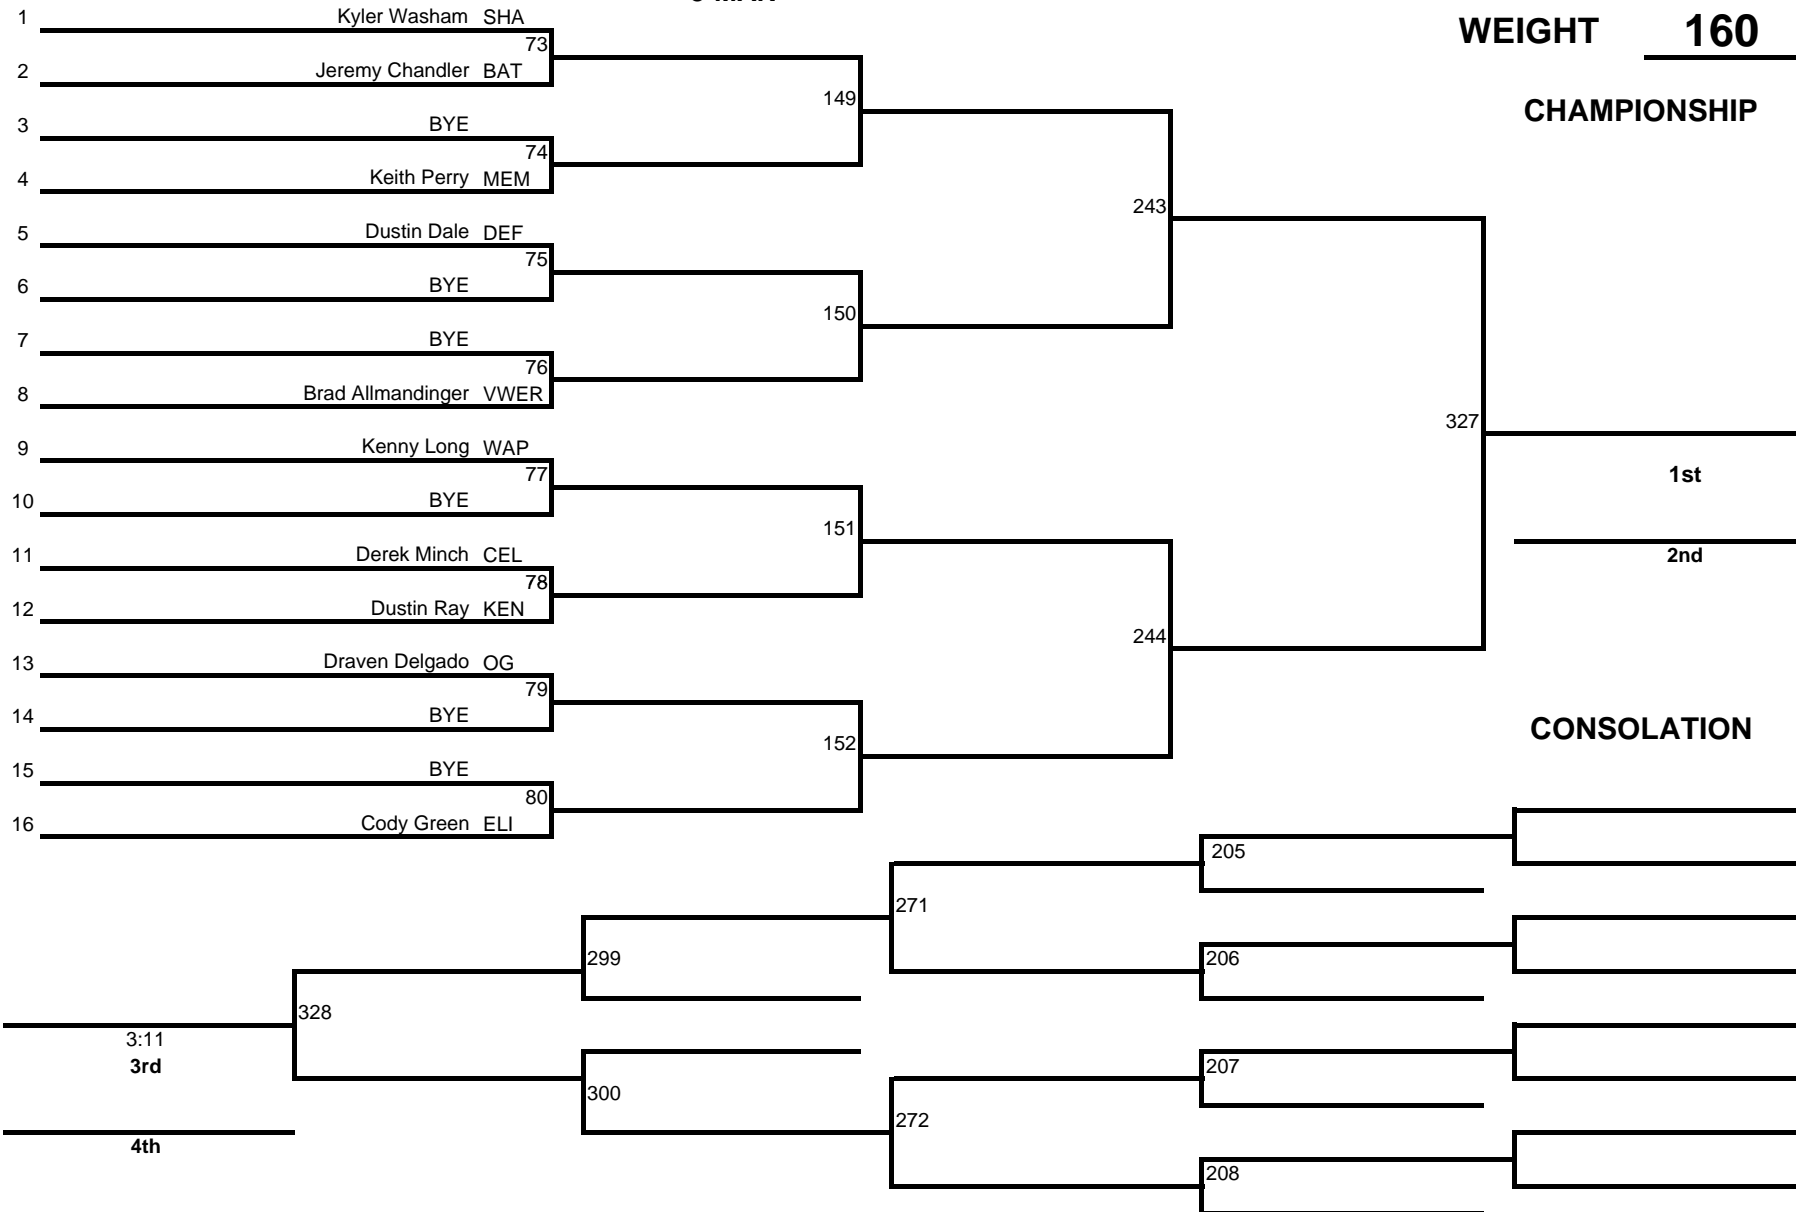 WEIGHT 160
CHAMPIONSHIP
1 Kyler Washam SHA
73
2 Jeremy Chandler BAT
149
3 BYE
74
4 Keith Perry MEM
243
5 Dustin Dale DEF
75
6 BYE
150
7 BYE
76
8 Brad Allmandinger VWER
327
9 Kenny Long WAP
77
1st
10 BYE
151
11 Derek Minch CEL
2nd
78
12 Dustin Ray KEN
244
13 Draven Delgado OG
79
14 BYE
CONSOLATION
152
15 BYE
80
16 Cody Green ELI
205
271
299
206
328
3:11
3rd
207
300
272
4th
208